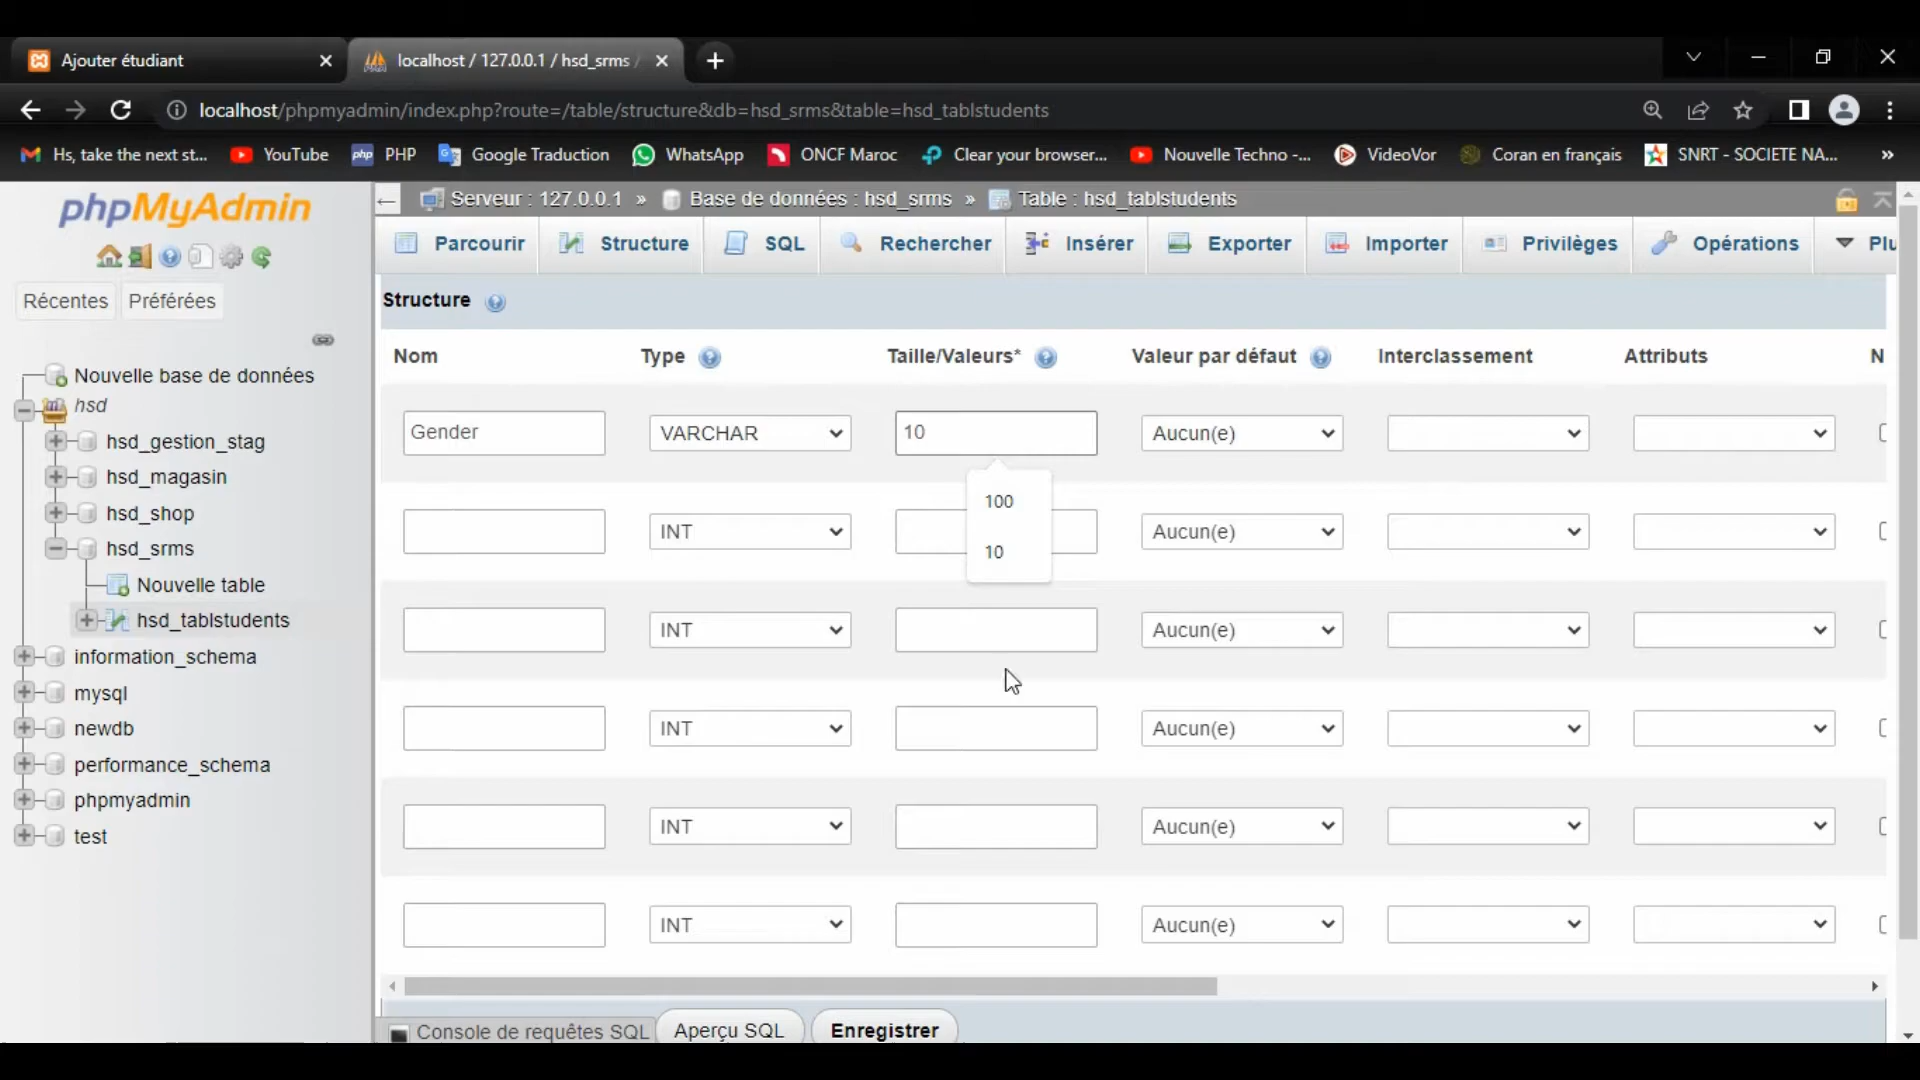 Ajouter étudiant
localhost / 127.0.0.1 / hsd_srms /
localhost/phpmyadmin/index.php?route=/table/structure&db=hsd_srms&table=hsd_tablstudents
Hs, take the next st... YouTube php PHP Google Traduction WhatsApp ONCF Maroc Clear your browser... Nouvelle Techno -... VideoVor Coran en français SNRT - SOCIETE NA... »
phpMyAdmin
Récentes Préférées
Nouvelle base de données
hsd
hsd_gestion_stag
hsd_magasin
hsd_shop
hsd_srms
Nouvelle table
hsd_tablstudents
information_schema
mysql
newdb
performance_schema
phpmyadmin
test
Serveur : 127.0.0.1 » Base de données : hsd_srms » Table : hsd_tablstudents
Parcourir Structure SQL Rechercher Insérer Exporter Importer Privilèges Opérations Plu
Structure
Nom Type Taille/Valeurs* Valeur par défaut Interclassement Attributs N
Gender VARCHAR 10 Aucun(e)
100
10
INT Aucun(e)
INT Aucun(e)
INT Aucun(e)
INT Aucun(e)
INT Aucun(e)
Console de requêtes SQL Aperçu SQL Enregistrer